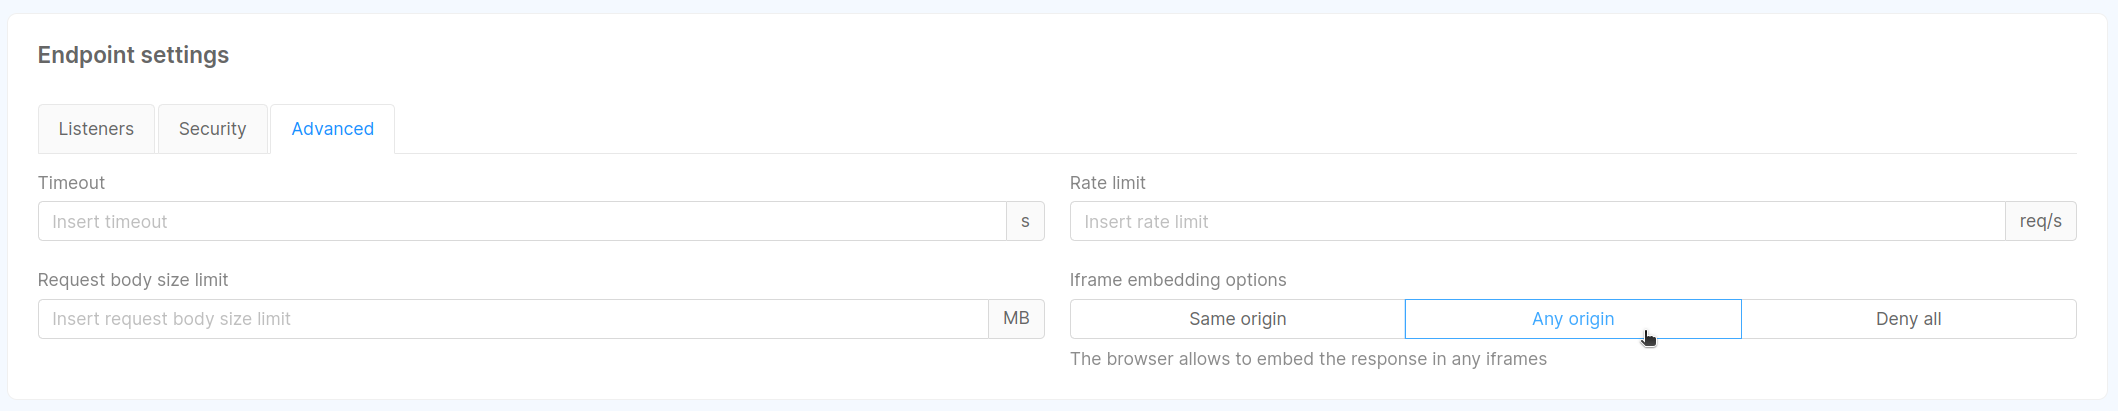 Endpoint settings
Listeners Security Advanced
Timeout
Insert timeout s
Rate limit
Insert rate limit req/s
Request body size limit
Insert request body size limit MB
Iframe embedding options
Same origin Any origin Deny all
The browser allows to embed the response in any iframes